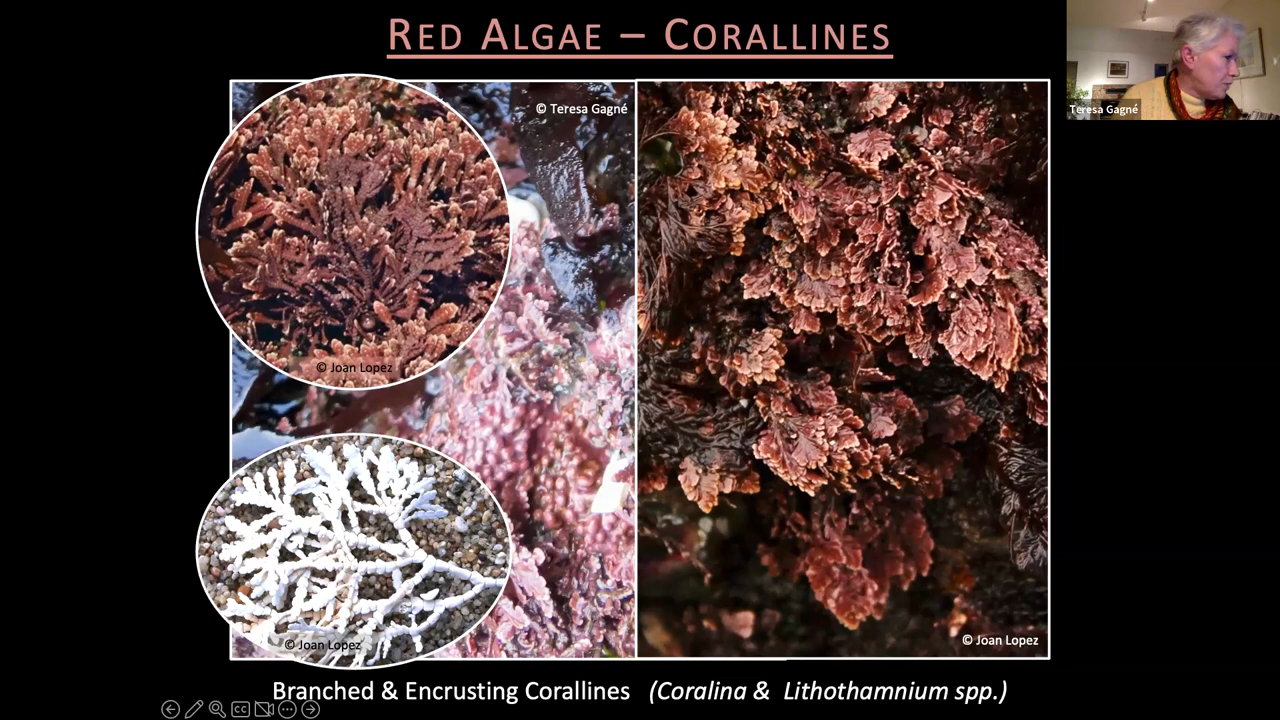 RED ALGAE – CORALLINES
© Teresa Gagné
Teresa Gagné
© Joan Lopez
© Joan Lopez
© Joan Lopez
Branched & Encrusting Corallines (Coralina & Lithothamnium spp.)
CC